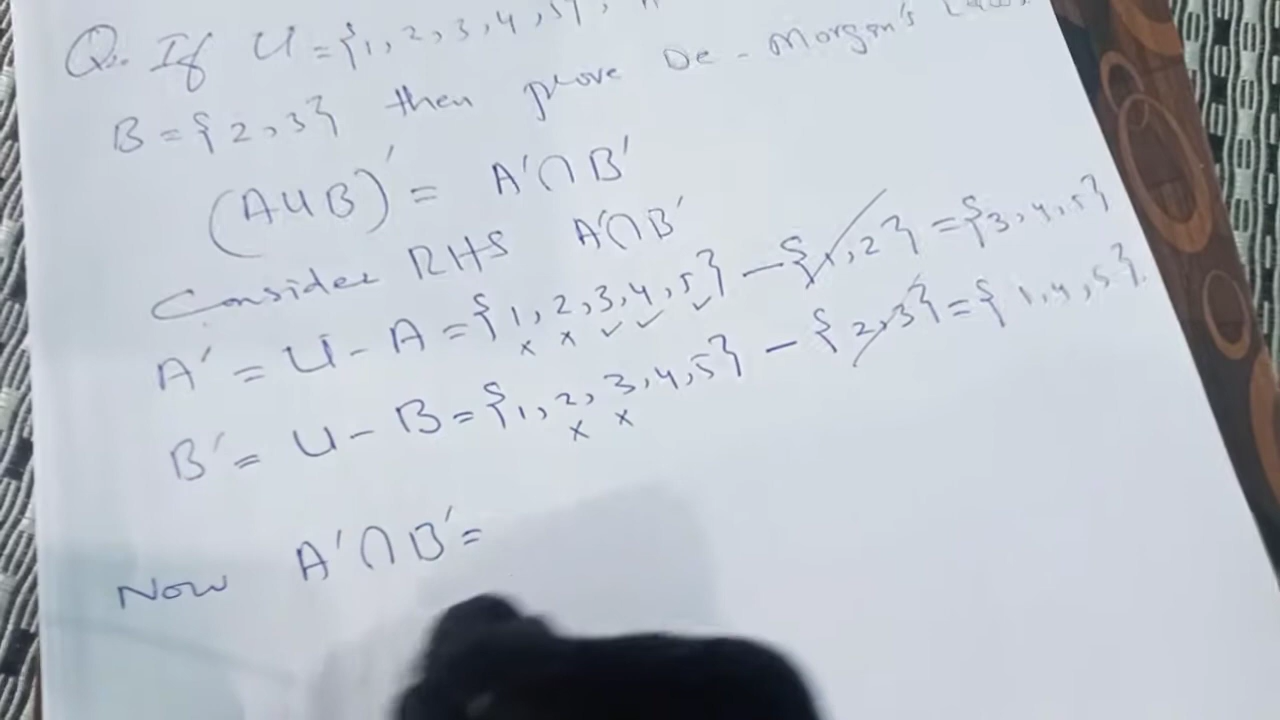 Q. If U = {1, 2, 3, 4, 5},
B = {2, 3} then prove De-Morgan's Law.
(A∪B)' = A'∩B'
Consider RHS A'∩B'
A' = U - A = {1, 2, 3, 4, 5} - {1, 2} = {3, 4, 5}
B' = U - B = {1, 2, 3, 4, 5} - {2, 3} = {1, 4, 5}.
Now A'∩B' =